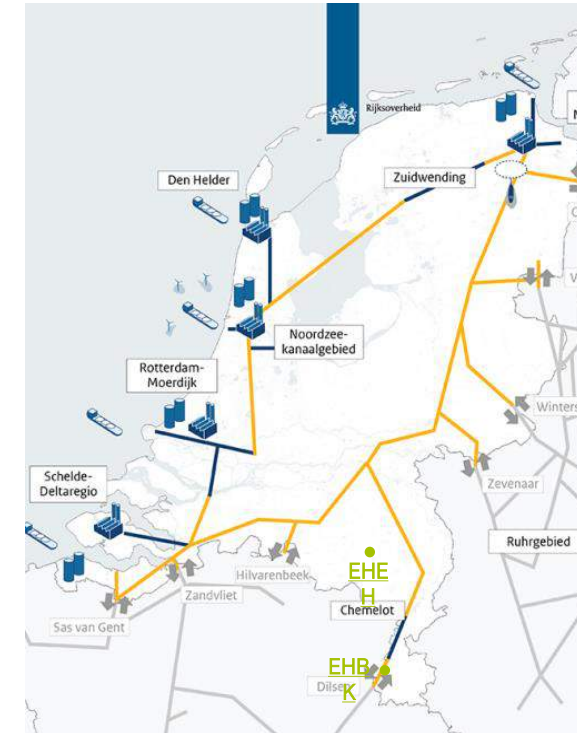 Rijksoverheid
Den Helder
Zuidwending
Noordzee-
kanaalgebied
Rotterdam-
Moerdijk
Schelde-
Deltaregio
Winters
Zevenaar
Ruhrgebied
Hilvarenbeek
Zandvliet
Sas van Gent
EHE
H
Chemelot
EHB
K
Dilsen